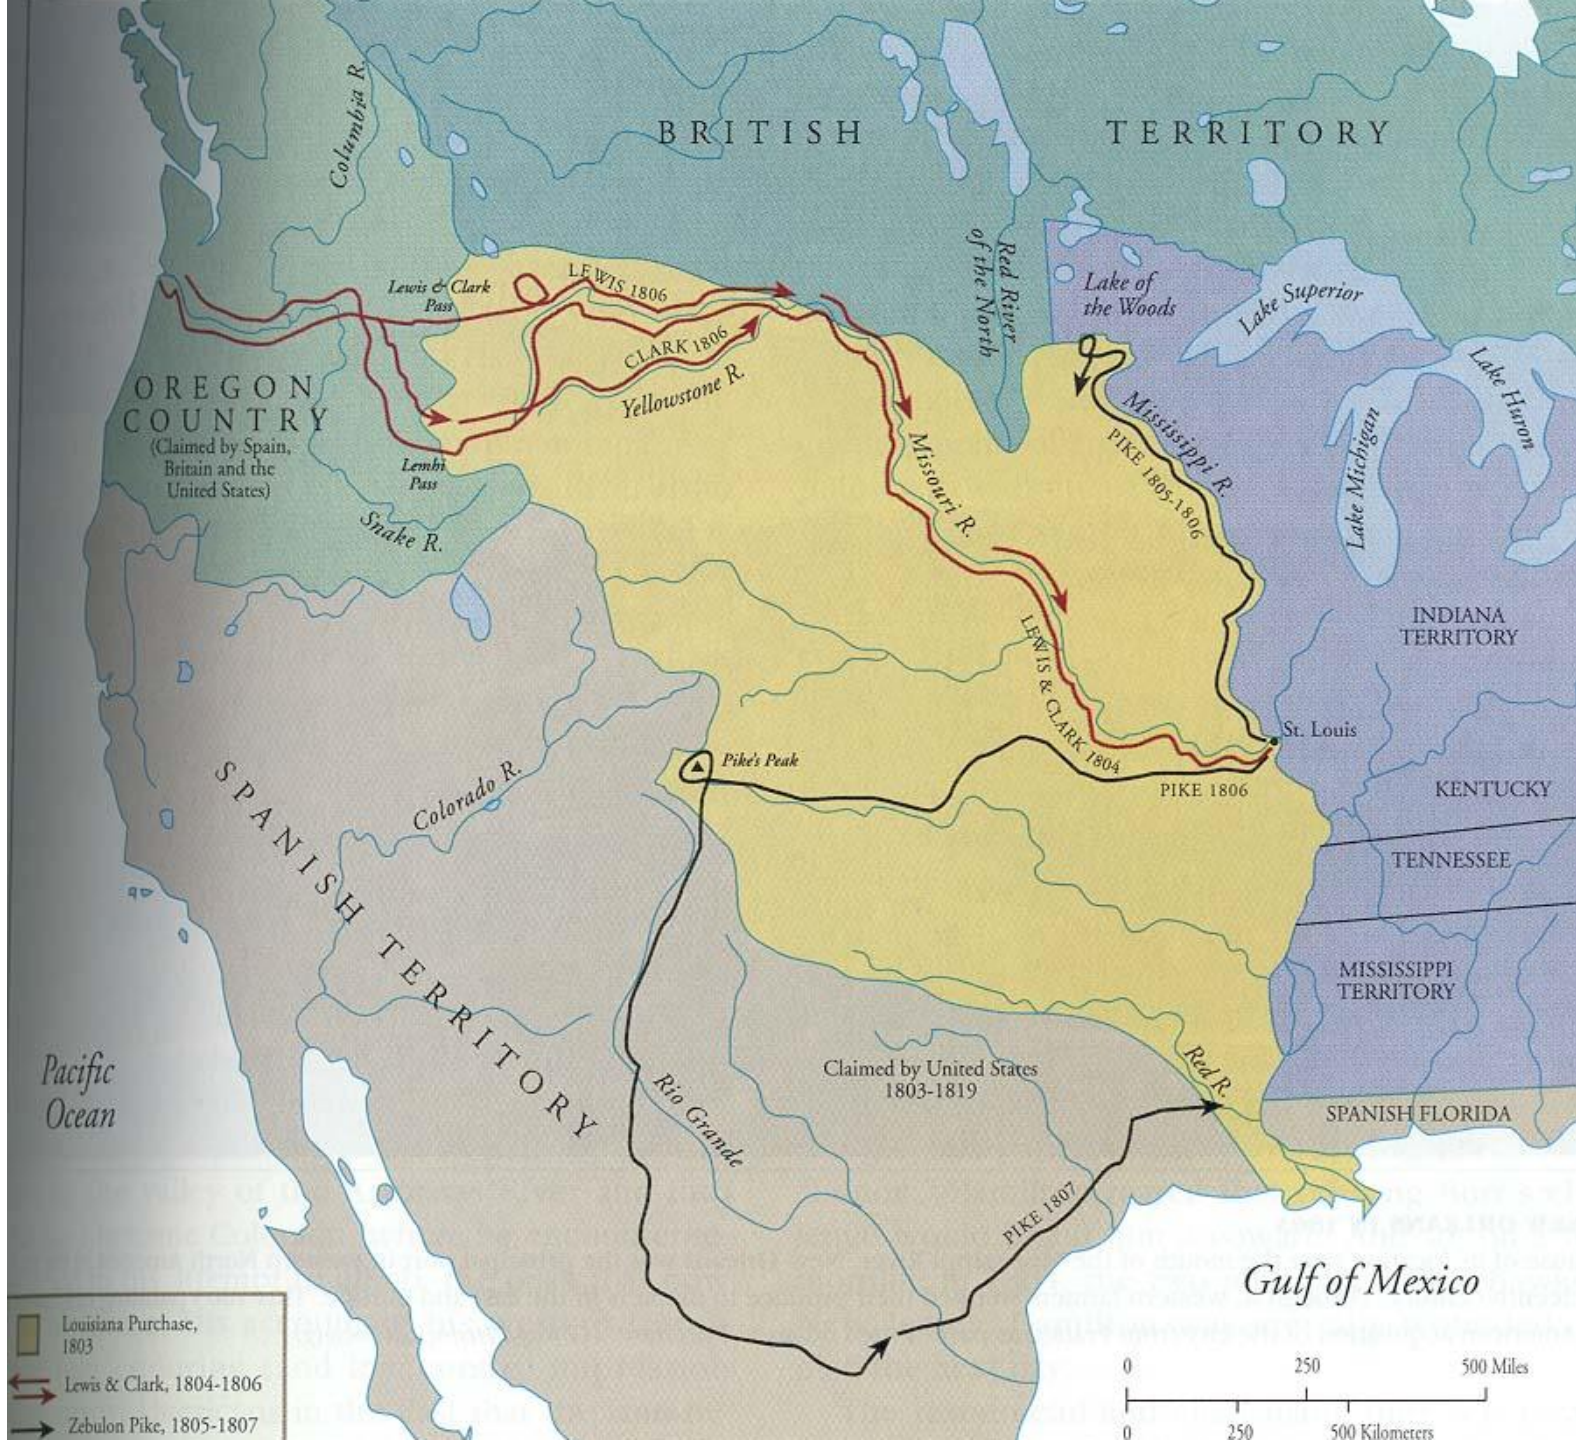 BRITISH TERRITORY
Columbia R.
Red River
of the North
Lake of
the Woods
Lake Superior
Lake Huron
Lake Michigan
Lewis & Clark
Pass
LEWIS 1806
CLARK 1806
Yellowstone R.
OREGON
COUNTRY
(Claimed by Spain,
Britain and the
United States)
Lemhi
Pass
Snake R.
Missouri R.
Mississippi R.
PIKE 1805-1806
INDIANA
TERRITORY
LEWIS & CLARK 1804
St. Louis
Pike's Peak
PIKE 1806
KENTUCKY
TENNESSEE
MISSISSIPPI
TERRITORY
Colorado R.
SPANISH TERRITORY
Pacific
Ocean
Rio Grande
Claimed by United States
1803-1819
Red R.
SPANISH FLORIDA
PIKE 1807
Gulf of Mexico
Louisiana Purchase,
1803
Lewis & Clark, 1804-1806
Zebulon Pike, 1805-1807
0 250 500 Miles
0 250 500 Kilometers